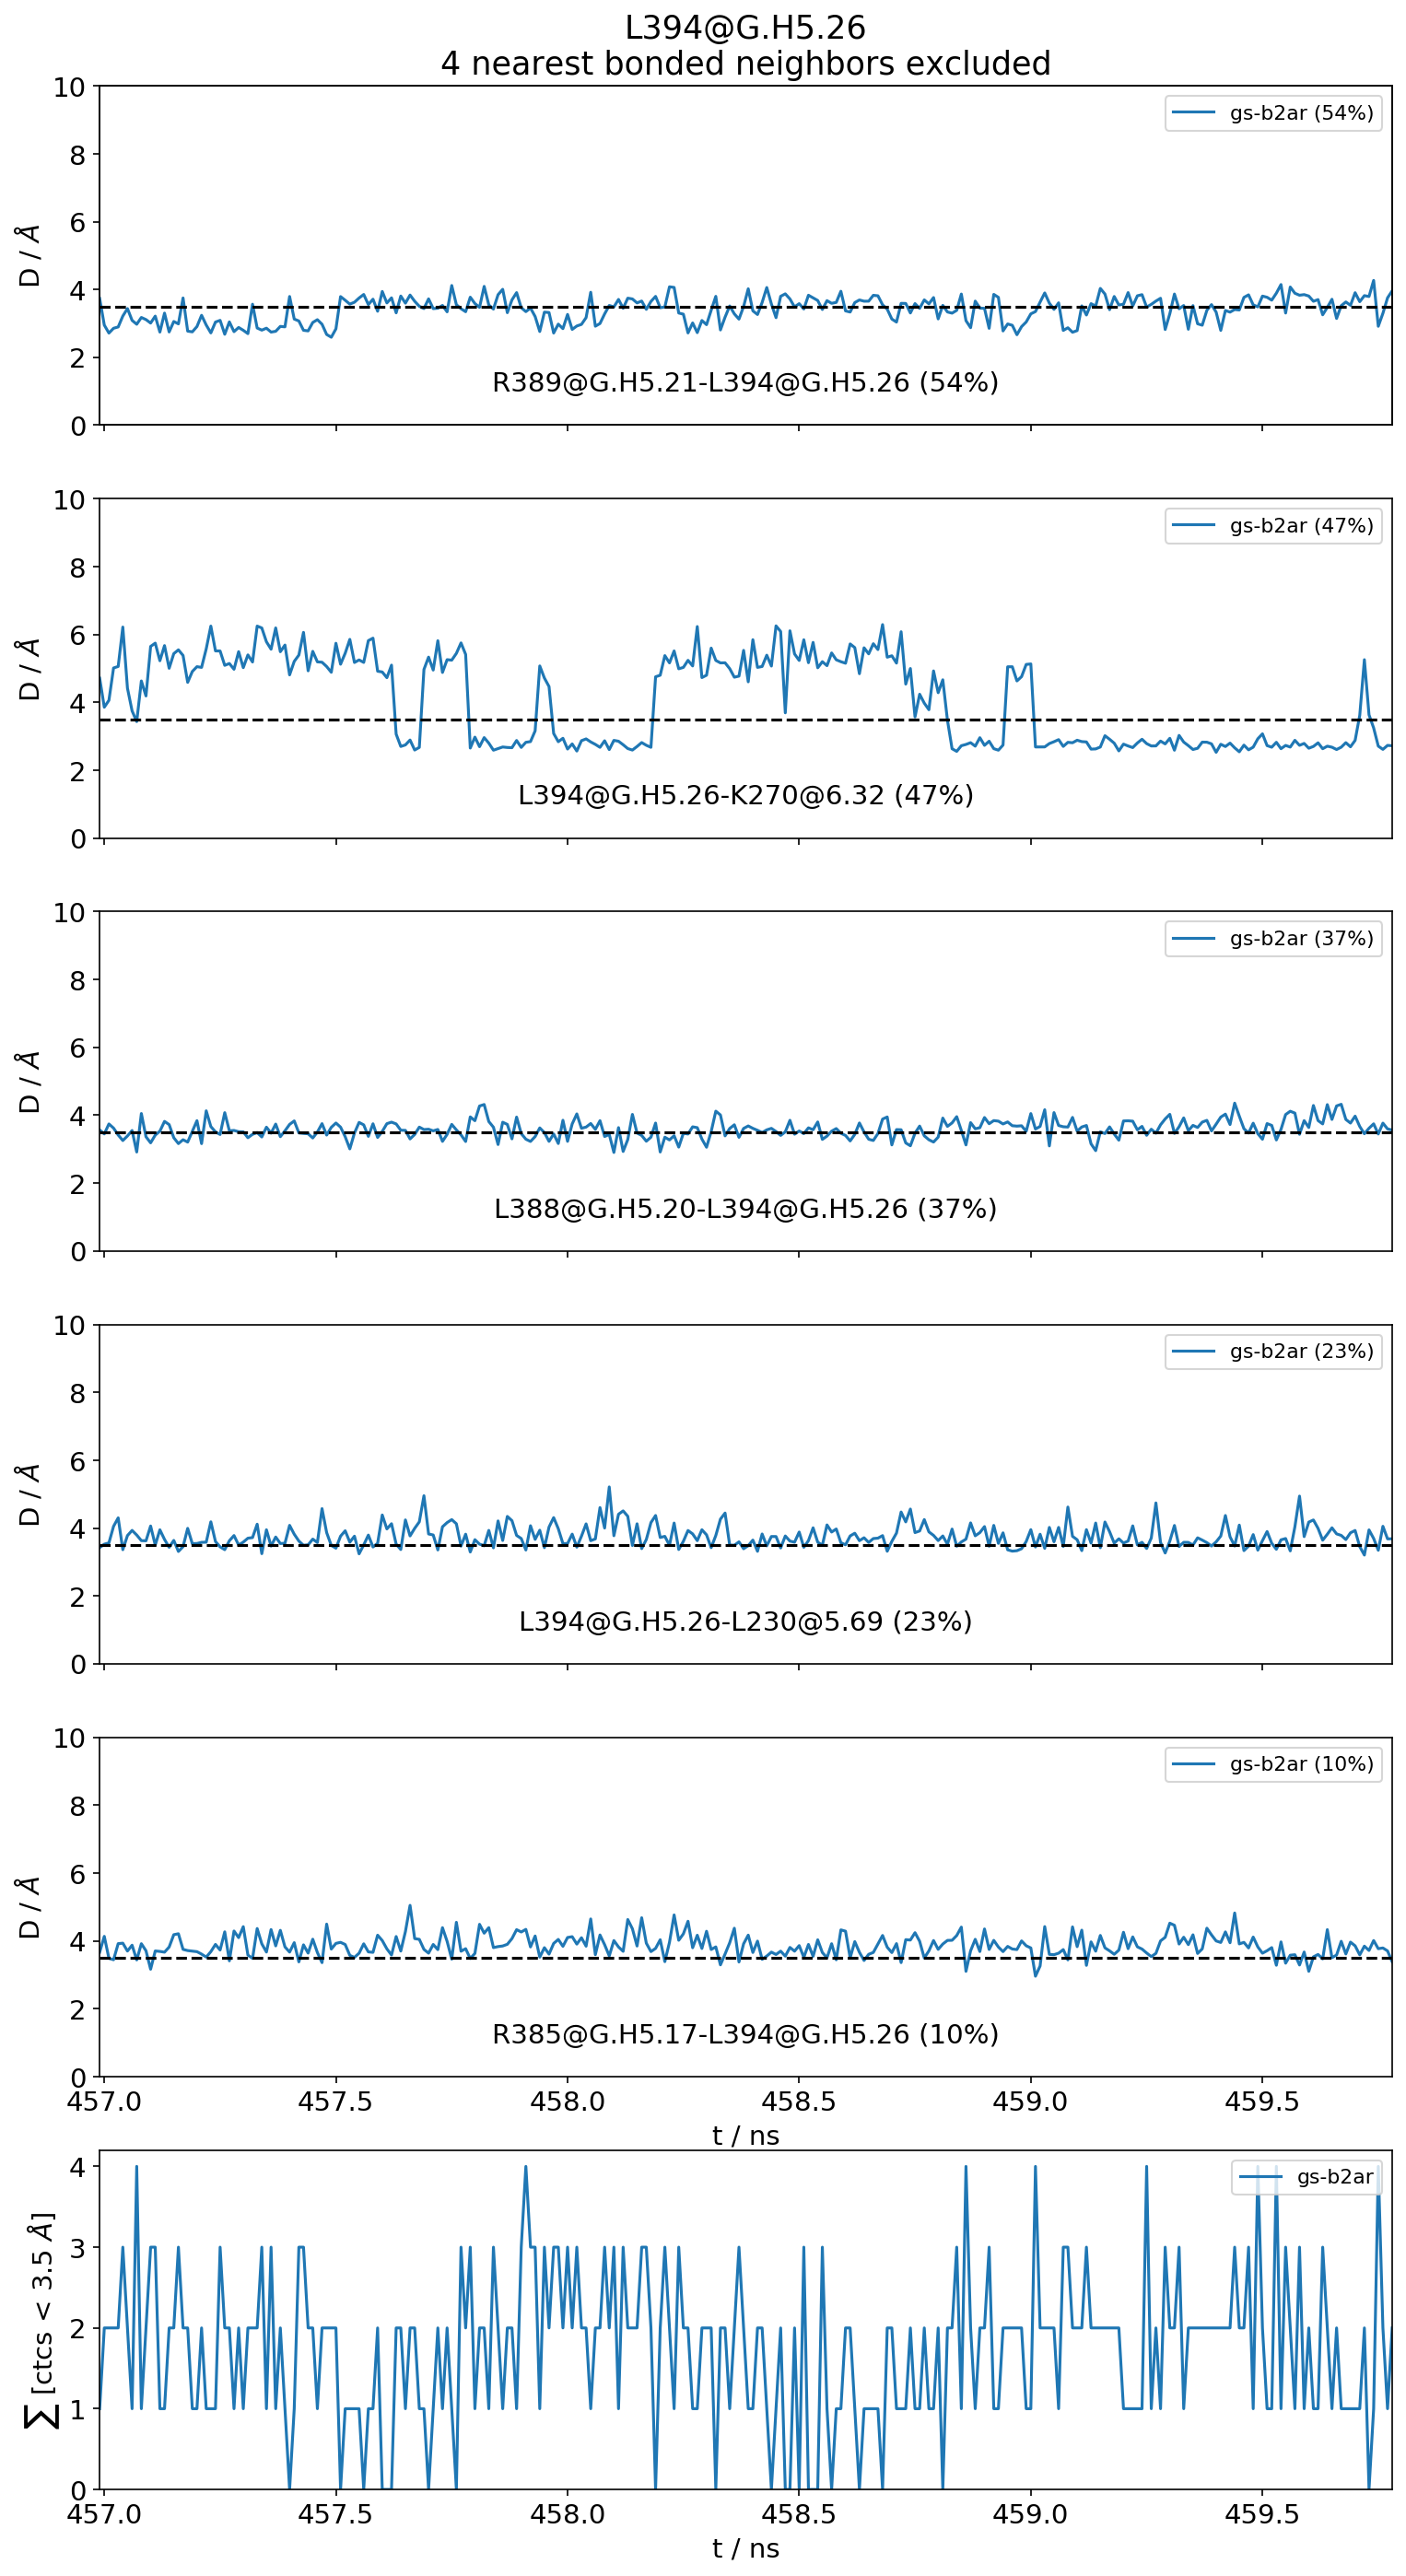 L394@G.H5.26
4 nearest bonded neighbors excluded
10
8
6
4
2
0
D / Å
gs-b2ar (54%)
R389@G.H5.21-L394@G.H5.26 (54%)
10
8
6
4
2
0
D / Å
gs-b2ar (47%)
L394@G.H5.26-K270@6.32 (47%)
10
8
6
4
2
0
D / Å
gs-b2ar (37%)
L388@G.H5.20-L394@G.H5.26 (37%)
10
8
6
4
2
0
D / Å
gs-b2ar (23%)
L394@G.H5.26-L230@5.69 (23%)
10
8
6
4
2
0
D / Å
gs-b2ar (10%)
R385@G.H5.17-L394@G.H5.26 (10%)
457.0 457.5 458.0 458.5 459.0 459.5
t / ns
4
3
2
1
0
∑ [ctcs < 3.5 Å]
gs-b2ar
457.0 457.5 458.0 458.5 459.0 459.5
t / ns